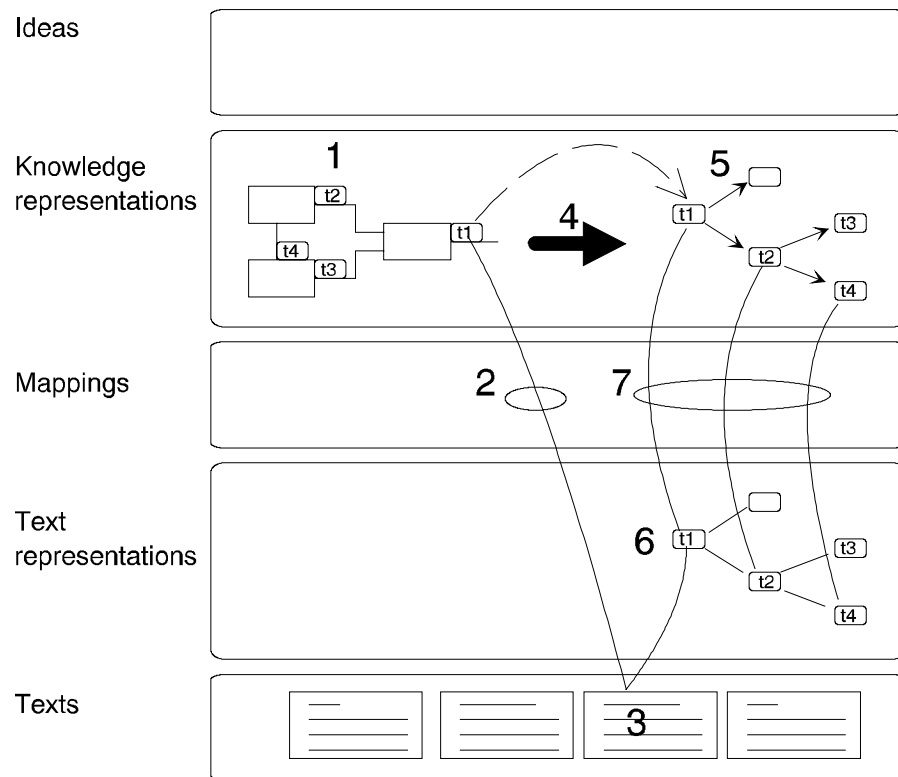 Ideas
Knowledge
representations
1
t2
t4
t3
t1
4
5
t1
t2
t3
t4
Mappings
2
7
Text
representations
6
t1
t2
t3
t4
Texts
3